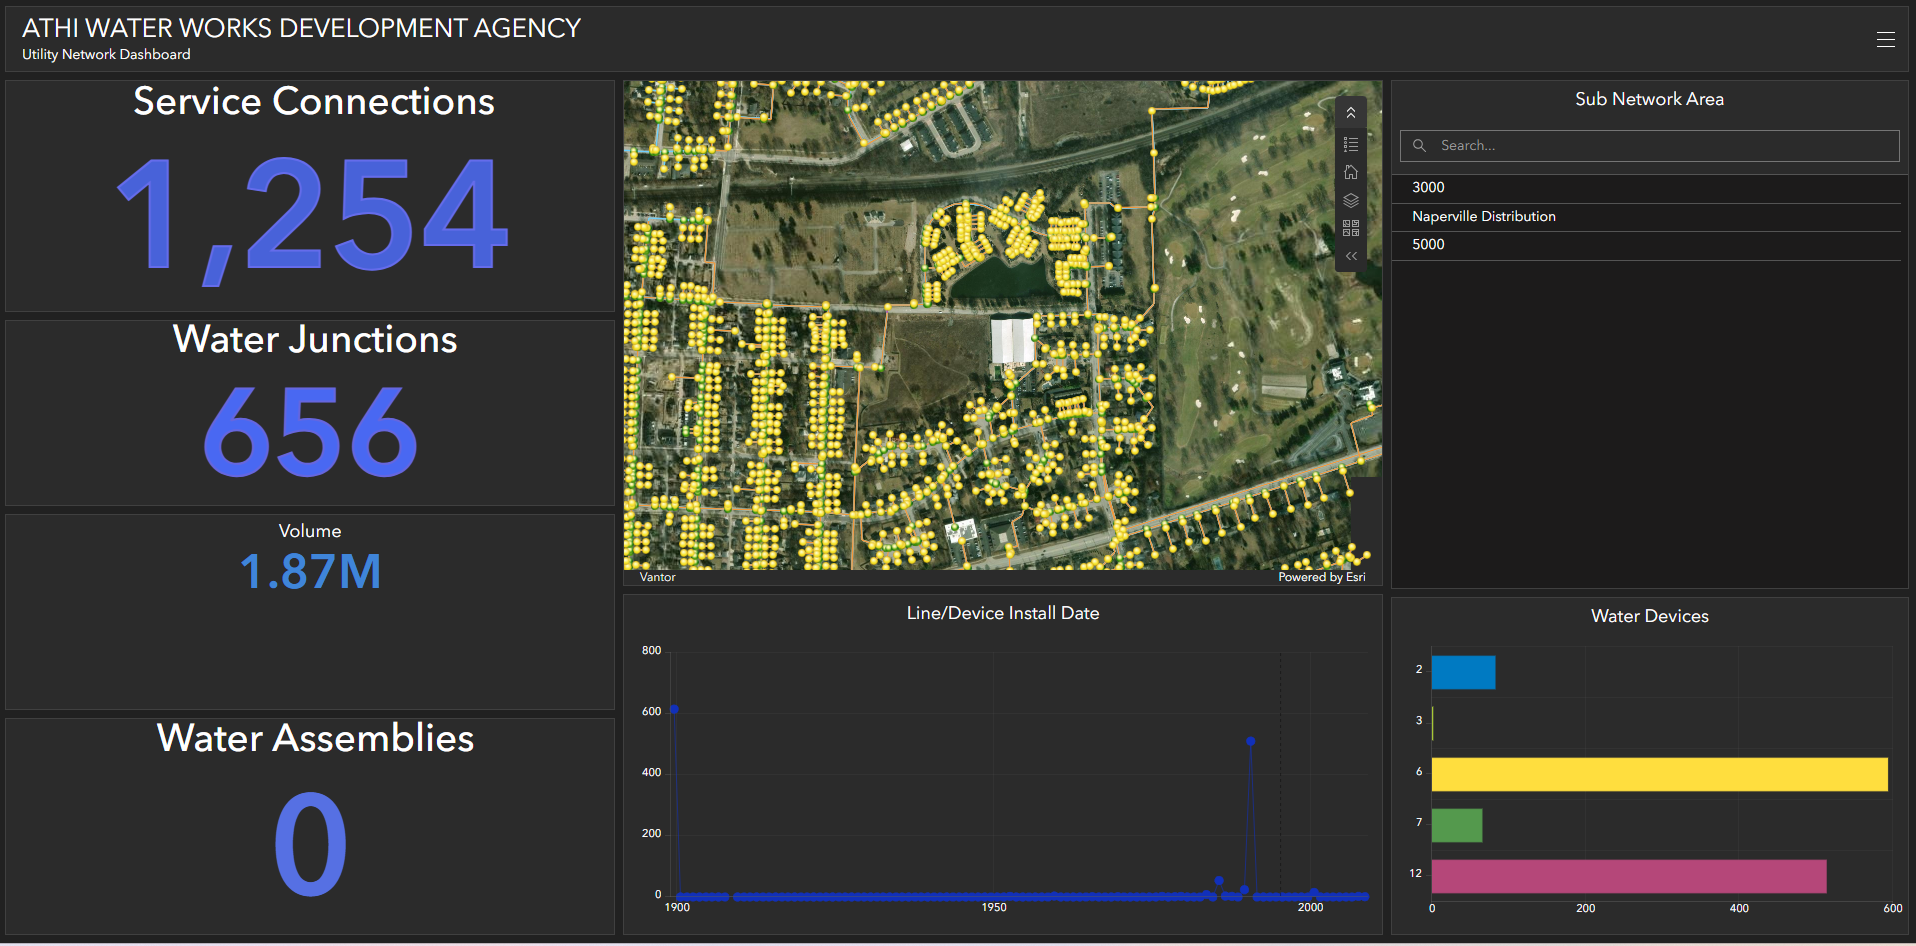 ATHI WATER WORKS DEVELOPMENT AGENCY
Utility Network Dashboard
Service Connections
1,254
Water Junctions
656
Volume
1.87M
Water Assemblies
0
Vantor
Powered by Esri
Line/Device Install Date
800
600
400
200
0
1900
1950
2000
Sub Network Area
Search...
3000
Naperville Distribution
5000
Water Devices
2
3
6
7
12
0
200
400
600